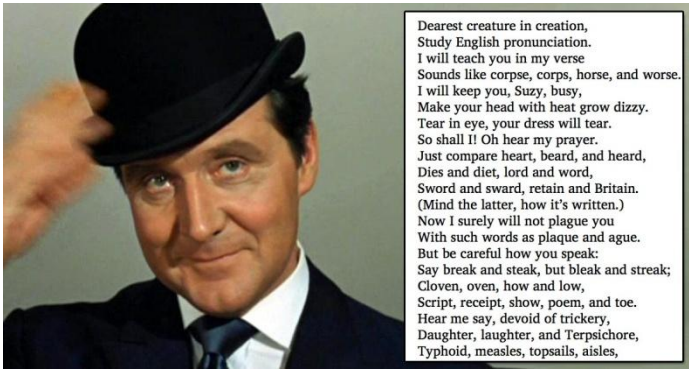 Dearest creature in creation,
Study English pronunciation.
I will teach you in my verse
Sounds like corpse, corps, horse, and worse.
I will keep you, Suzy, busy,
Make your head with heat grow dizzy.
Tear in eye, your dress will tear.
So shall I! Oh hear my prayer.
Just compare heart, beard, and heard,
Dies and diet, lord and word,
Sword and sward, retain and Britain.
(Mind the latter, how it’s written.)
Now I surely will not plague you
With such words as plaque and ague.
But be careful how you speak:
Say break and steak, but bleak and streak;
Cloven, oven, how and low,
Script, receipt, show, poem, and toe.
Hear me say, devoid of trickery,
Daughter, laughter, and Terpsichore,
Typhoid, measles, topsails, aisles,